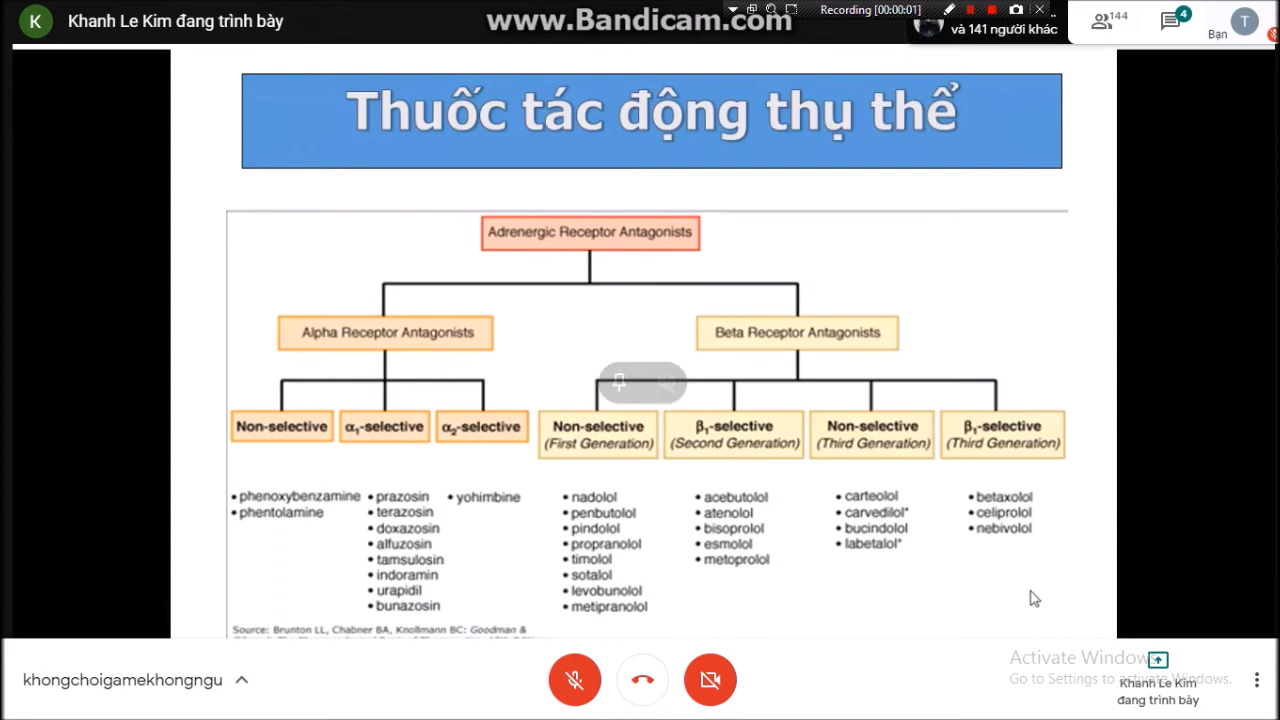 Khanh Le Kim đang trình bày
www.Bandicam.com
Recording [00:00:01]
và 141 người khác
144
4
Bạn
T
K
Thuốc tác động thụ thể
Adrenergic Receptor Antagonists
Alpha Receptor Antagonists
Beta Receptor Antagonists
Non-selective
α1-selective
α2-selective
Non-selective
(First Generation)
β1-selective
(Second Generation)
Non-selective
(Third Generation)
β1-selective
(Third Generation)
• phenoxybenzamine
• phentolamine
• prazosin
• terazosin
• doxazosin
• alfuzosin
• tamsulosin
• indoramin
• urapidil
• bunazosin
• yohimbine
• nadolol
• penbutolol
• pindolol
• propranolol
• timolol
• sotalol
• levobunolol
• metipranolol
• acebutolol
• atenolol
• bisoprolol
• esmolol
• metoprolol
• carteolol
• carvedilol*
• bucindolol
• labetalol*
• betaxolol
• celiprolol
• nebivolol
Source: Brunton LL, Chabner BA, Knollmann BC: Goodman &
khongchoigamekhongngu
Activate Windows
Go to Settings to activate Windows.
Khanh Le Kim
đang trình bày